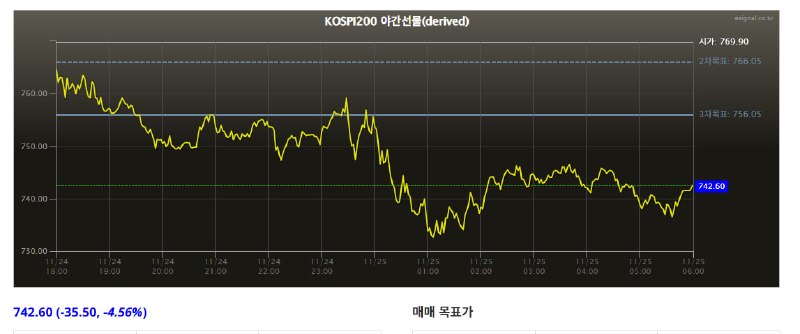 KOSPI200 야간선물(derived)
esignal.co.kr
시가: 769.90
2차목표: 766.05
760.00
3차목표: 756.05
750.00
742.60
740.00
730.00
11/24 11/24 11/24 11/24 11/24 11/24 11/25 11/25 11/25 11/25 11/25 11/25 11/25
18:00 19:00 20:00 21:00 22:00 23:00 01:00 02:00 03:00 04:00 05:00 06:00
742.60 (-35.50, -4.56%)
매매 목표가